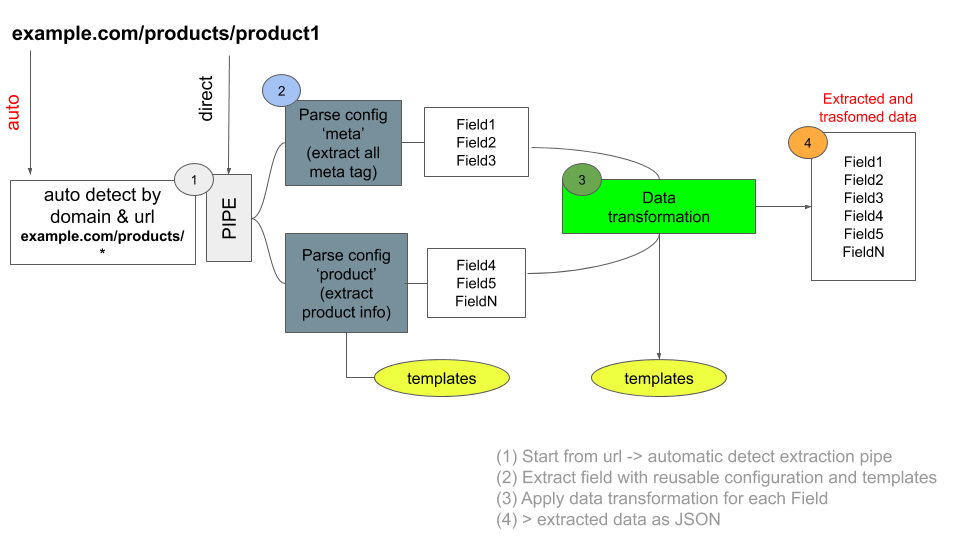 example.com/products/product1
auto
direct
auto detect by
domain & url
example.com/products/
*
1
PIPE
2
Parse config
‘meta’
(extract all
meta tag)
Field1
Field2
Field3
Parse config
‘product’
(extract
product info)
Field4
Field5
FieldN
templates
3
Data
transformation
templates
Extracted and
trasfomed data
4
Field1
Field2
Field3
Field4
Field5
FieldN
(1) Start from url -> automatic detect extraction pipe
(2) Extract field with reusable configuration and templates
(3) Apply data transformation for each Field
(4) > extracted data as JSON